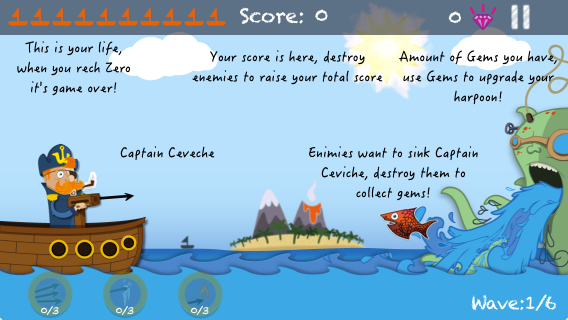 Score: 0
0
This is your life,
when you rech Zero
it's game over!
Your score is here, destroy
enemies to raise your total score
Amount of Gems you have,
use Gems to upgrade your
harpoon!
Captain Ceveche
Enimies want to sink Captain
Ceviche, destroy them to
collect gems!
0/3
0/3
0/3
Wave:1/6